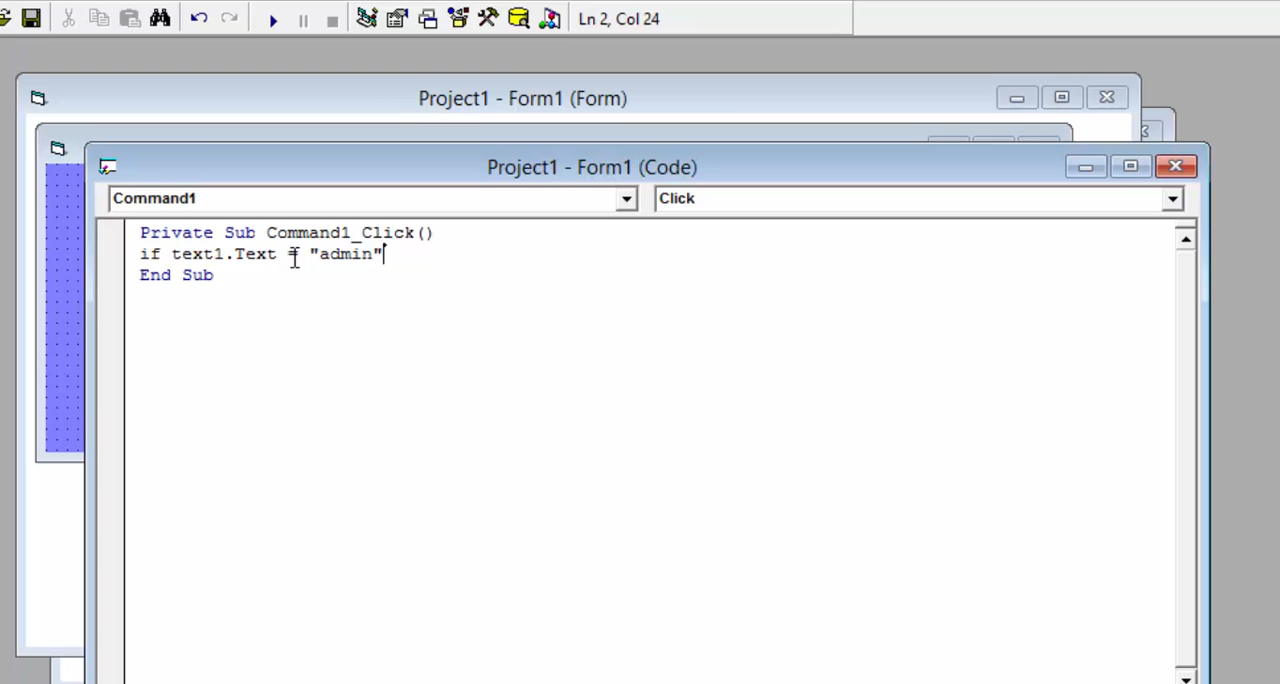 Ln 2, Col 24
Project1 - Form1 (Form)
Project1 - Form1 (Code)
Command1
Click
Private Sub Command1_Click()
if text1.Text = "admin"
End Sub